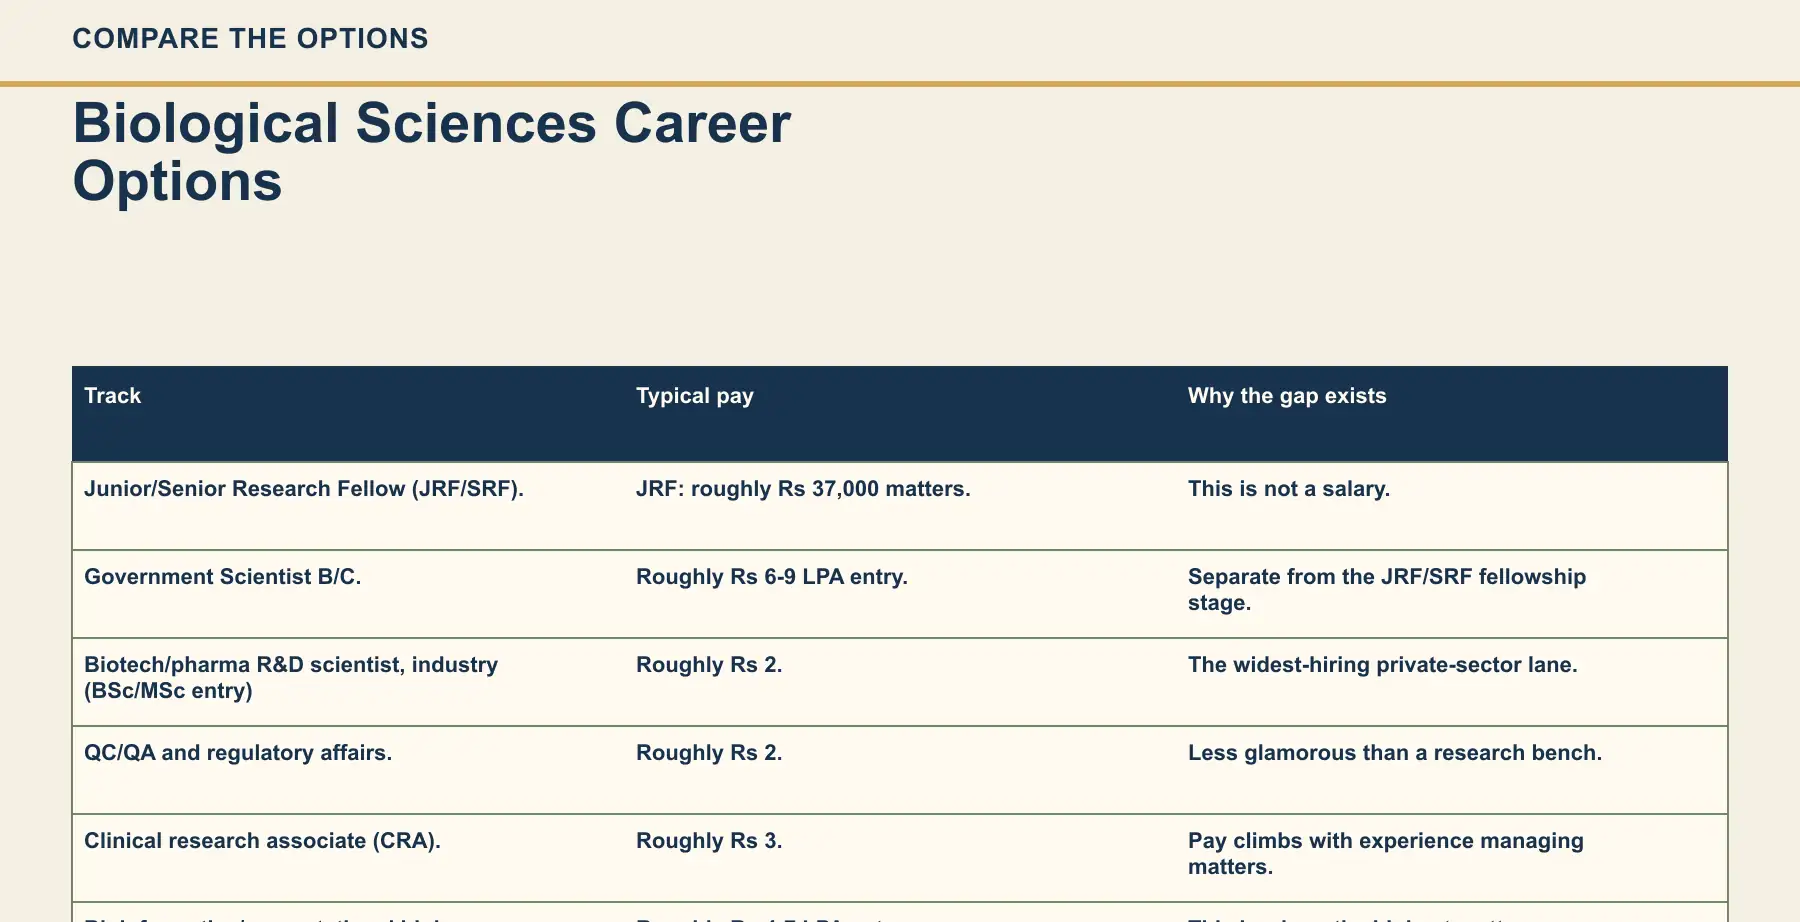 COMPARE THE OPTIONS
Biological Sciences Career
Options
Track
Typical pay
Why the gap exists
Junior/Senior Research Fellow (JRF/SRF).
JRF: roughly Rs 37,000 matters.
This is not a salary.
Government Scientist B/C.
Roughly Rs 6-9 LPA entry.
Separate from the JRF/SRF fellowship
stage.
Biotech/pharma R&D scientist, industry
(BSc/MSc entry)
Roughly Rs 2.
The widest-hiring private-sector lane.
QC/QA and regulatory affairs.
Roughly Rs 2.
Less glamorous than a research bench.
Clinical research associate (CRA).
Roughly Rs 3.
Pay climbs with experience managing
matters.